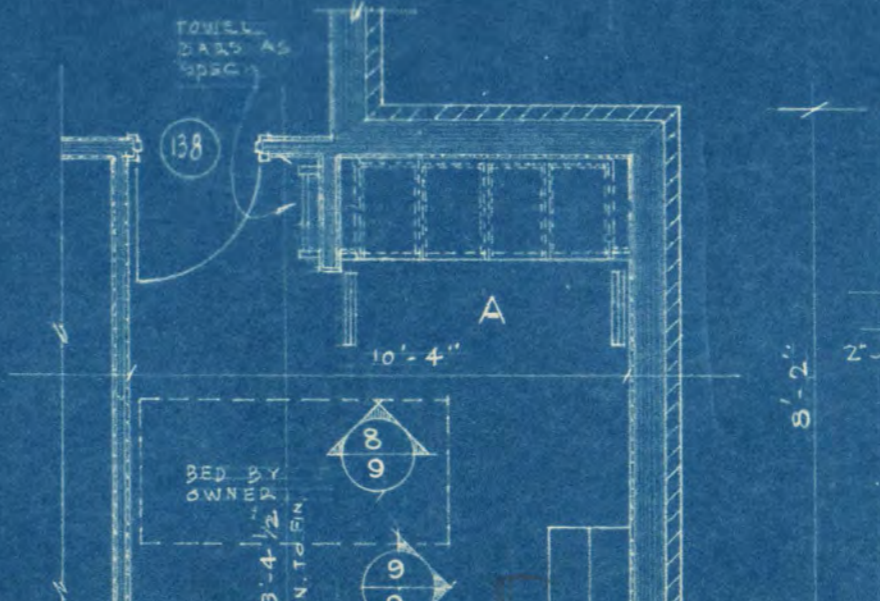 TOWEL
BARS AS
SPEC
138
A
10'-4"
8'-2"
2"
8
9
BED BY
OWNER
3'-4 1/2"
N. TO FIN.
9